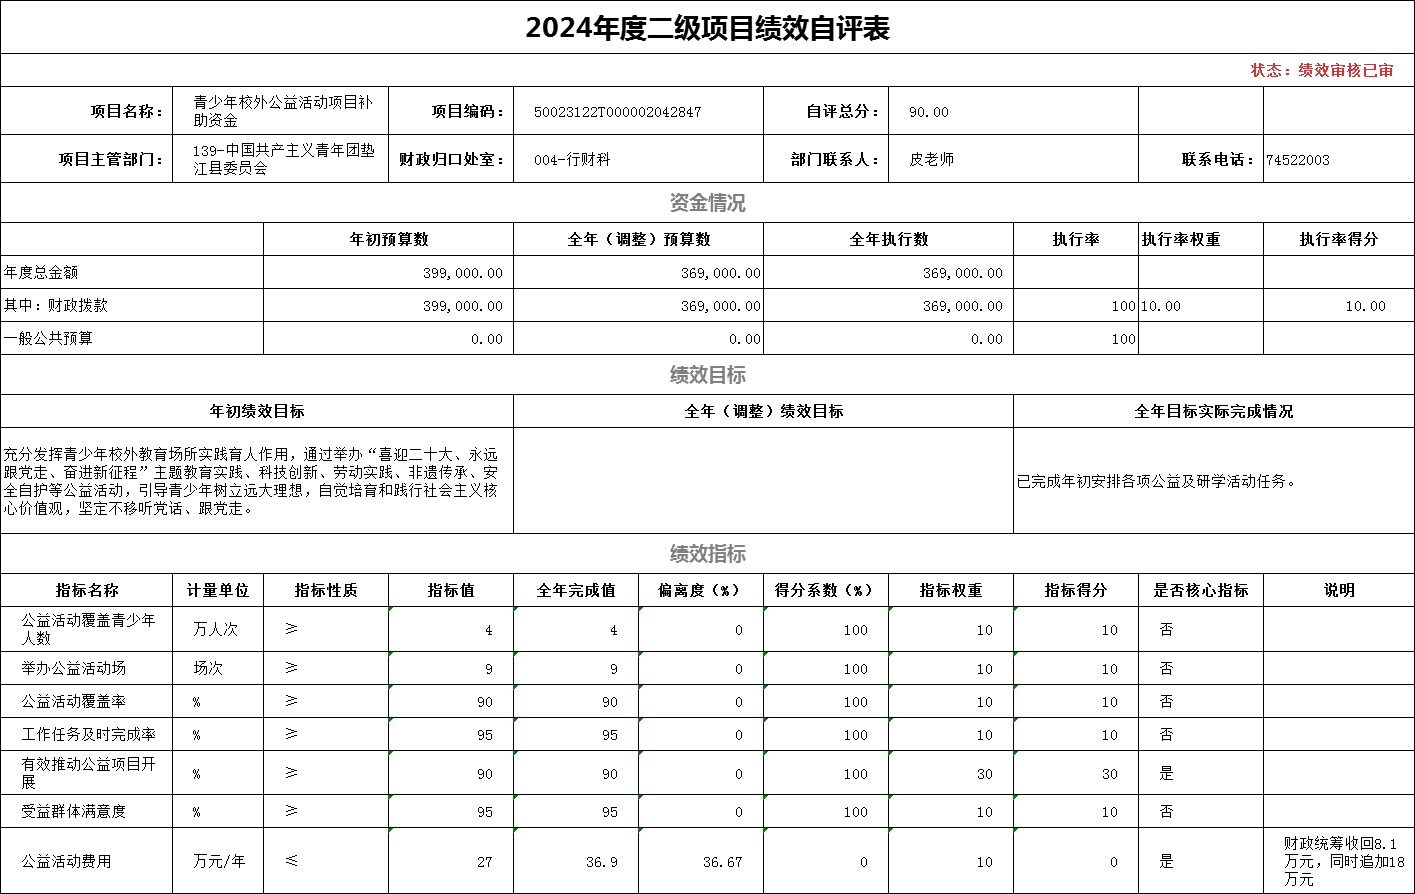 2024年度二级项目绩效自评表
状态：绩效审核已审
项目名称： 青少年校外公益活动项目补助资金 项目编码： 50023122T000002042847 自评总分： 90.00
项目主管部门： 139-中国共产主义青年团垫江县委员会 财政归口处室： 004-行财科 部门联系人： 皮老师 联系电话： 74522003
资金情况
年初预算数 全年（调整）预算数 全年执行数 执行率 执行率权重 执行率得分
年度总金额 399,000.00 369,000.00 369,000.00
其中：财政拨款 399,000.00 369,000.00 369,000.00 100 10.00 10.00
一般公共预算 0.00 0.00 0.00 100
绩效目标
年初绩效目标 全年（调整）绩效目标 全年目标实际完成情况
充分发挥青少年校外教育场所实践育人作用，通过举办“喜迎二十大、永远
跟党走、奋进新征程”主题教育实践、科技创新、劳动实践、非遗传承、安
全自护等公益活动，引导青少年树立远大理想，自觉培育和践行社会主义核
心价值观，坚定不移听党话、跟党走。
已完成年初安排各项公益及研学活动任务。
绩效指标
指标名称 计量单位 指标性质 指标值 全年完成值 偏离度（%） 得分系数（%） 指标权重 指标得分 是否核心指标 说明
公益活动覆盖青少年人数 万人次 ≥ 4 4 0 100 10 10 否
举办公益活动场 场次 ≥ 9 9 0 100 10 10 否
公益活动覆盖率 % ≥ 90 90 0 100 10 10 否
工作任务及时完成率 % ≥ 95 95 0 100 10 10 否
有效推动公益项目开展 % ≥ 90 90 0 100 30 30 是
受益群体满意度 % ≥ 95 95 0 100 10 10 否
公益活动费用 万元/年 ≤ 27 36.9 36.67 0 10 0 是 财政统筹收回8.1万元，同时追加18万元